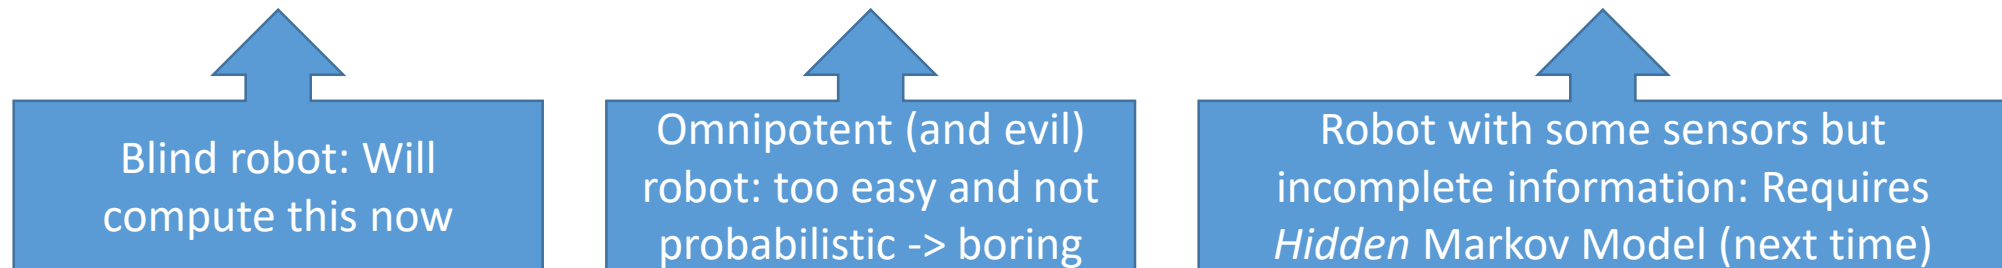 Blind robot: Will
compute this now
Omnipotent (and evil)
robot: too easy and not
probabilistic -> boring
Robot with some sensors but
incomplete information: Requires
Hidden Markov Model (next time)